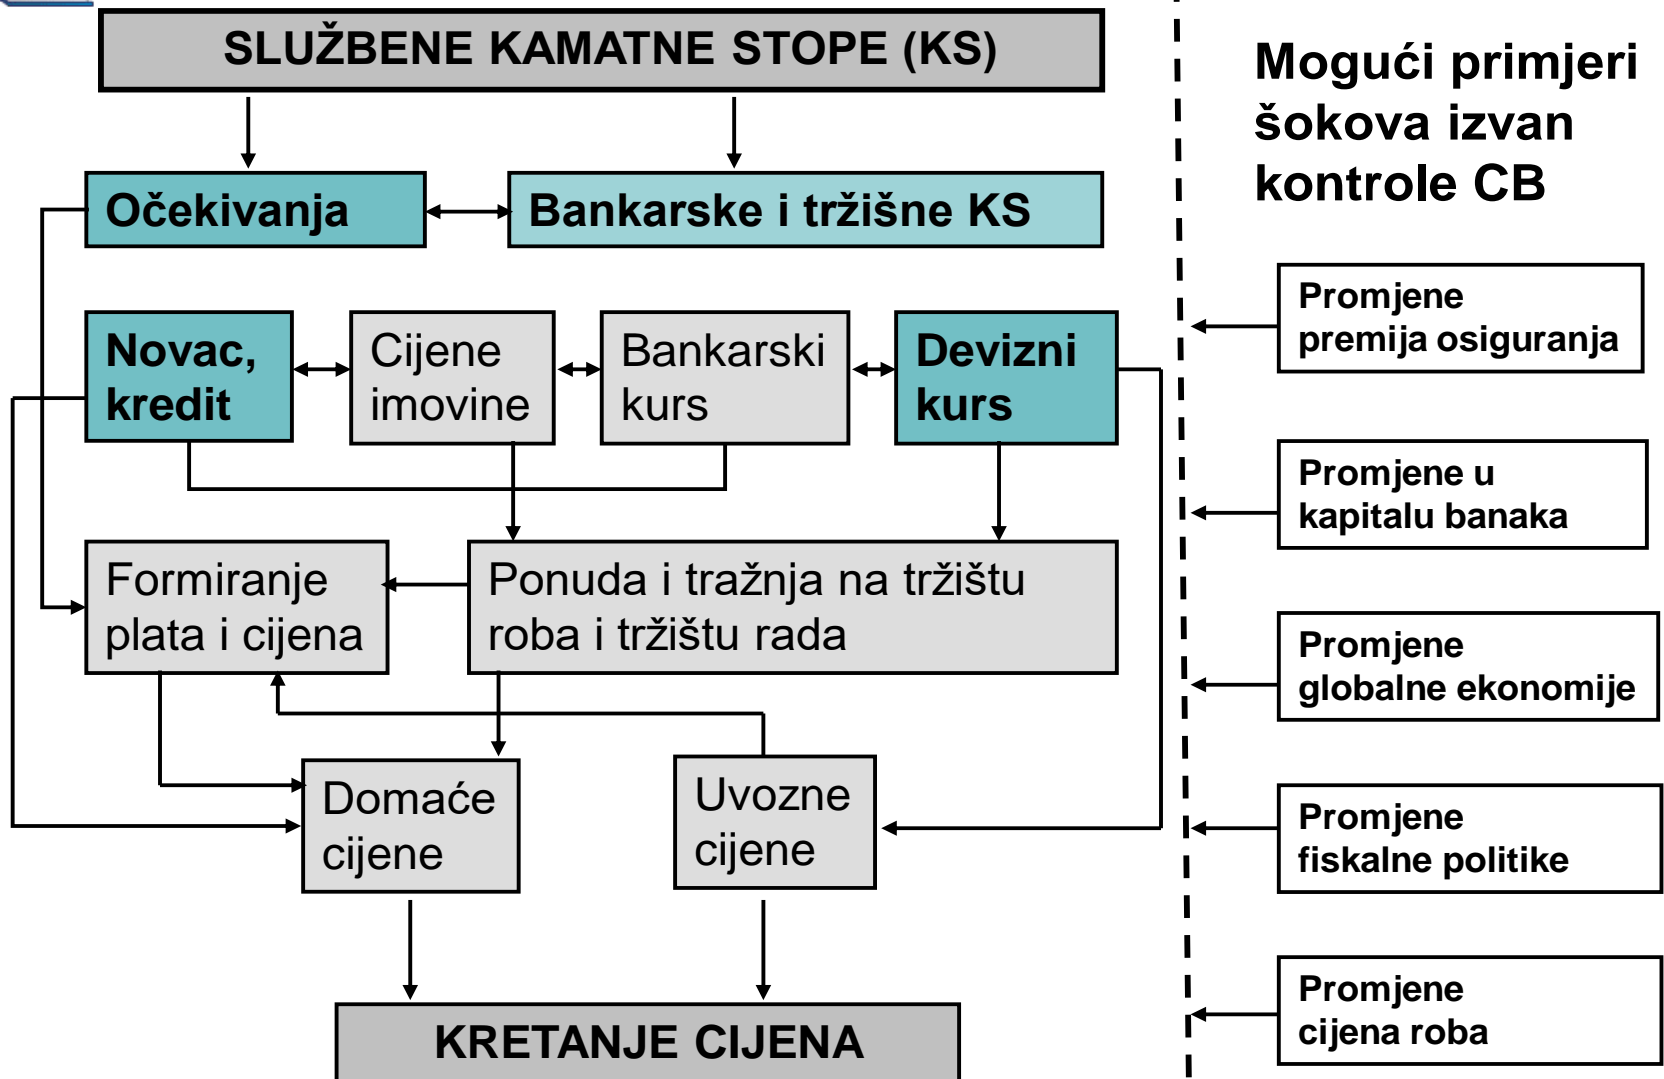 SLUŽBENE KAMATNE STOPE (KS)
Očekivanja
Bankarske i tržišne KS
Novac,
kredit
Cijene
imovine
Bankarski
kurs
Devizni
kurs
Formiranje
plata i cijena
Ponuda i tražnja na tržištu
roba i tržištu rada
Domaće
cijene
Uvozne
cijene
KRETANJE CIJENA
Mogući primjeri
šokova izvan
kontrole CB
Promjene
premija osiguranja
Promjene u
kapitalu banaka
Promjene
globalne ekonomije
Promjene
fiskalne politike
Promjene
cijena roba